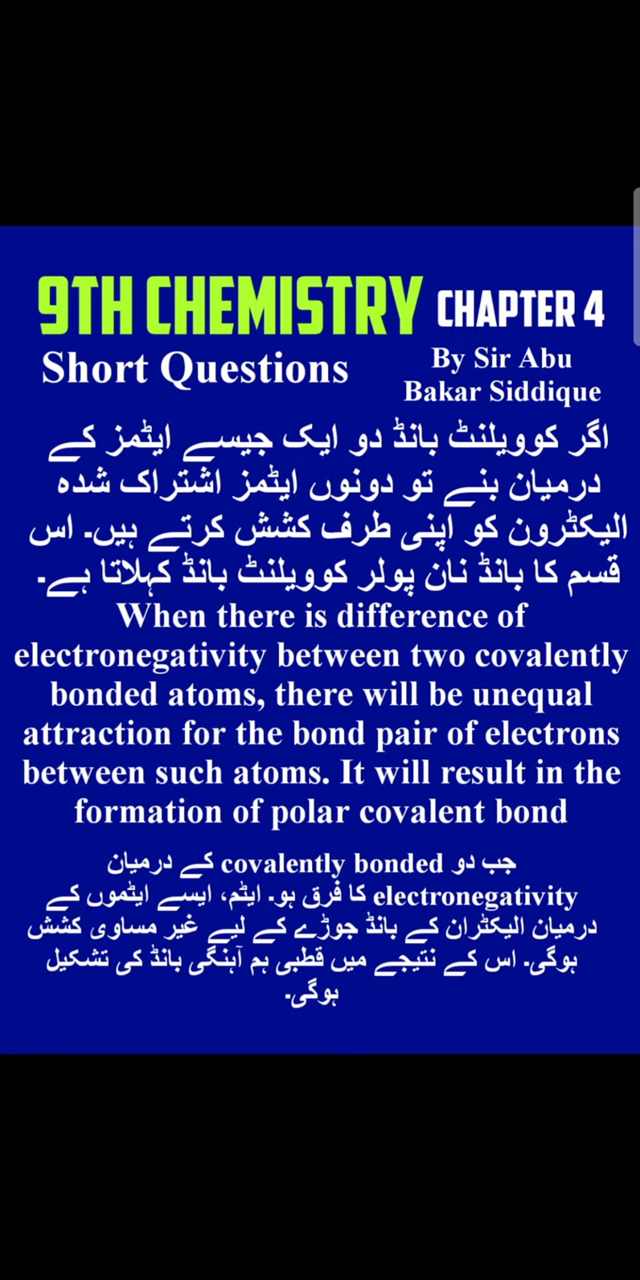 9TH CHEMISTRY CHAPTER 4
Short Questions
By Sir Abu
Bakar Siddique
اگر کوویلنٹ بانڈ دو ایک جیسے ایٹمز کے
درمیان بنے تو دونوں ایٹمز اشتراک شدہ
الیکٹرون کو اپنی طرف کشش کرتے ہیں۔ اس
قسم کا بانڈ نان پولر کوویلنٹ بانڈ کہلاتا ہے۔
When there is difference of
electronegativity between two covalently
bonded atoms, there will be unequal
attraction for the bond pair of electrons
between such atoms. It will result in the
formation of polar covalent bond
جب دو covalently bonded کے درمیان
electronegativity کا فرق ہو۔ ایٹم، ایسے ایٹموں کے
درمیان الیکٹران کے بانڈ جوڑے کے لیے غیر مساوی کشش
ہوگی۔ اس کے نتیجے میں قطبی ہم آہنگی بانڈ کی تشکیل
ہوگی۔